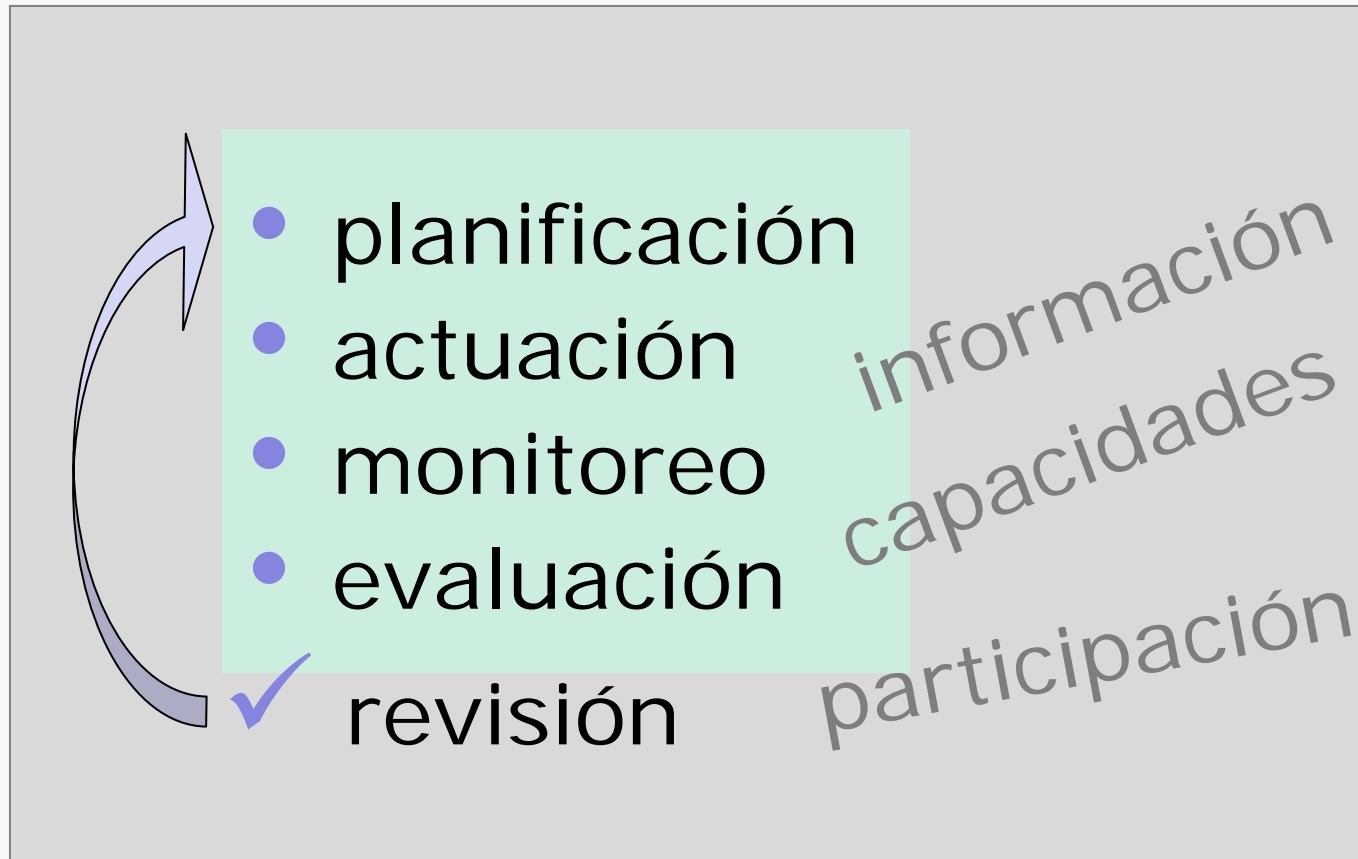 • planificación
• actuación
• monitoreo
• evaluación
✓ revisión
información
capacidades
participación